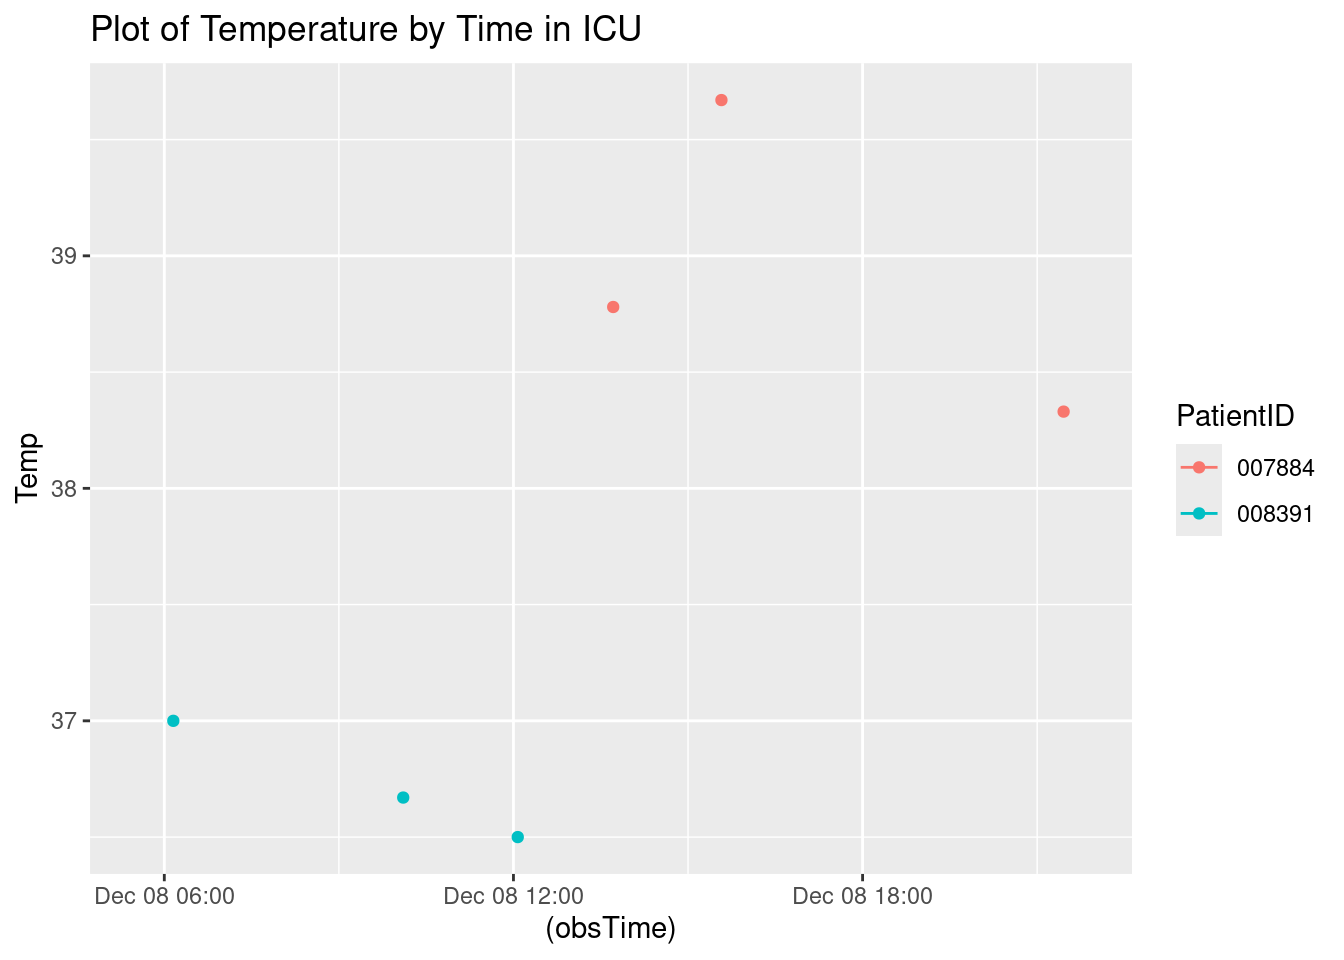 Plot of Temperature by Time in ICU
39
38
37
Temp
Dec 08 06:00
Dec 08 12:00
Dec 08 18:00
(obsTime)
PatientID
007884
008391